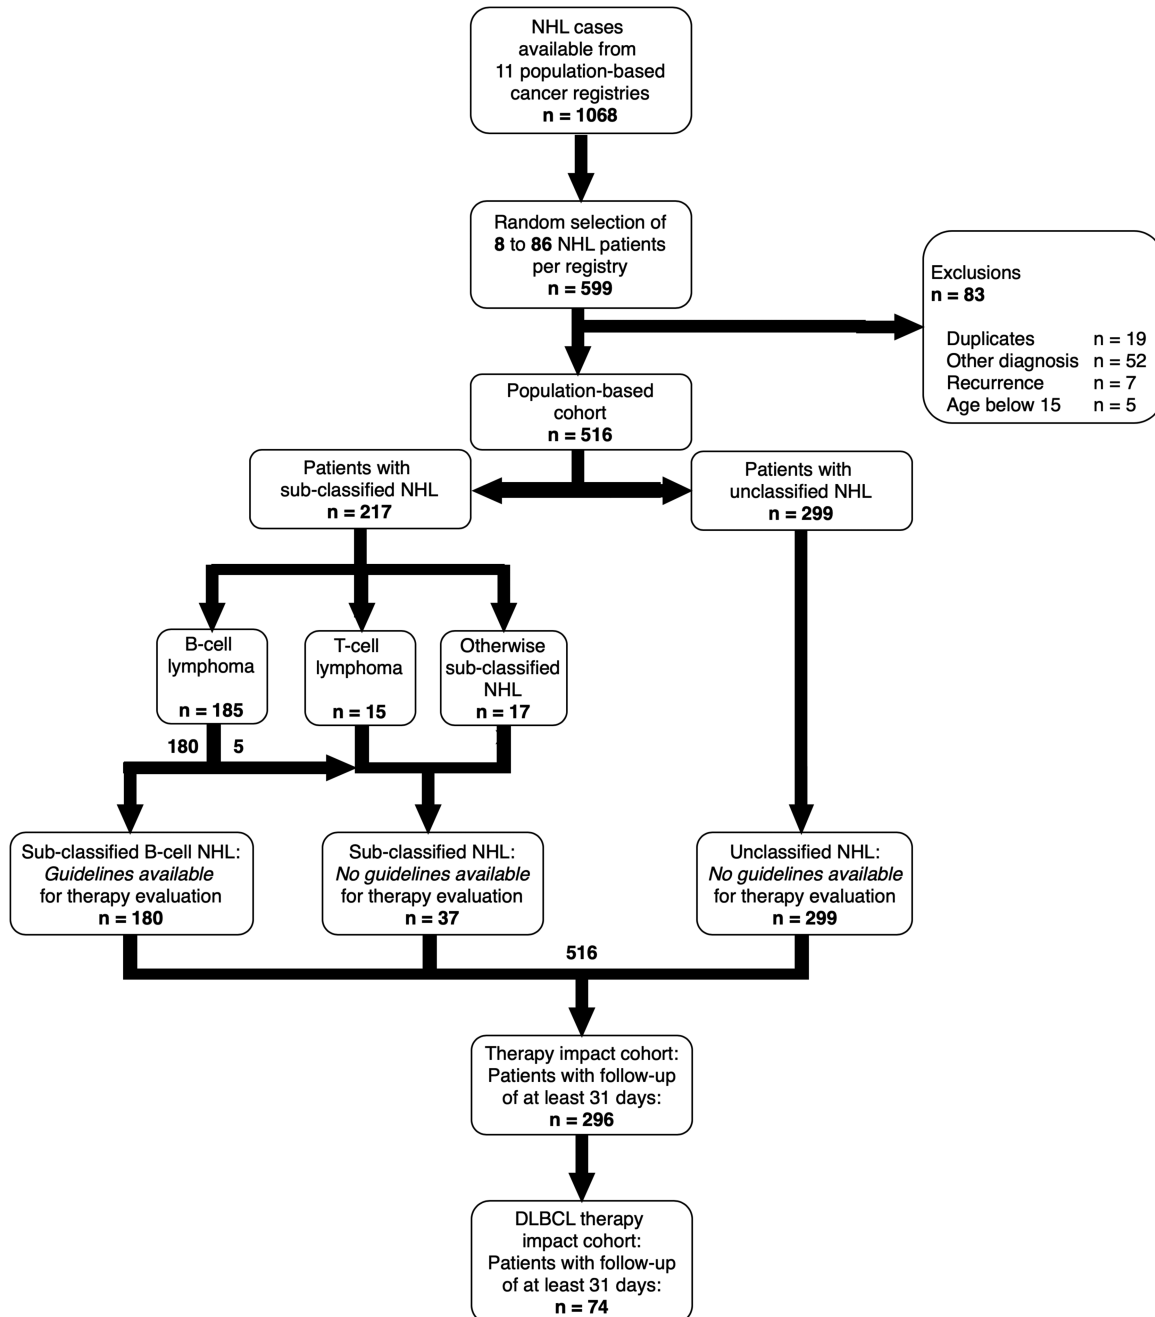 NHL cases
available from
11 population-based
cancer registries
n = 1068
Random selection of
8 to 86 NHL patients
per registry
n = 599
Exclusions
n = 83
Duplicates n = 19
Other diagnosis n = 52
Recurrence n = 7
Age below 15 n = 5
Population-based
cohort
n = 516
Patients with
sub-classified NHL
n = 217
Patients with
unclassified NHL
n = 299
B-cell
lymphoma
n = 185
T-cell
lymphoma
n = 15
Otherwise
sub-classified
NHL
n = 17
180 5
Sub-classified B-cell NHL:
Guidelines available
for therapy evaluation
n = 180
Sub-classified NHL:
No guidelines available
for therapy evaluation
n = 37
Unclassified NHL:
No guidelines available
for therapy evaluation
n = 299
516
Therapy impact cohort:
Patients with follow-up
of at least 31 days:
n = 296
DLBCL therapy
impact cohort:
Patients with follow-up
of at least 31 days:
n = 74